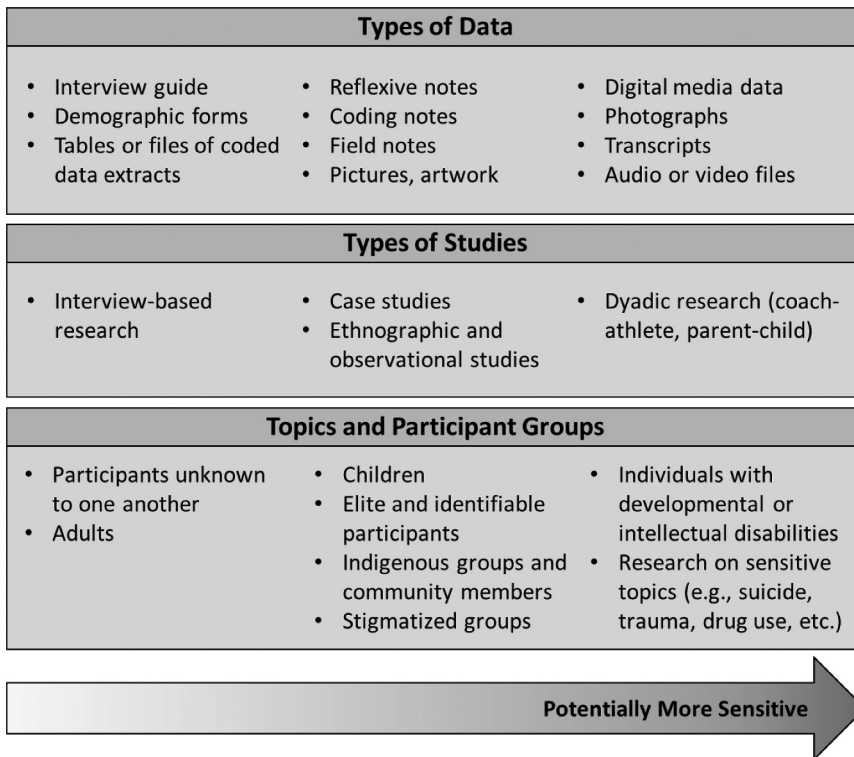 Types of Data
• Interview guide
• Demographic forms
• Tables or files of coded
data extracts
• Reflexive notes
• Coding notes
• Field notes
• Pictures, artwork
• Digital media data
• Photographs
• Transcripts
• Audio or video files
Types of Studies
• Interview-based
research
• Case studies
• Ethnographic and
observational studies
• Dyadic research (coach-
athlete, parent-child)
Topics and Participant Groups
• Participants unknown
to one another
• Adults
• Children
• Elite and identifiable
participants
• Indigenous groups and
community members
• Stigmatized groups
• Individuals with
developmental or
intellectual disabilities
• Research on sensitive
topics (e.g., suicide,
trauma, drug use, etc.)
Potentially More Sensitive